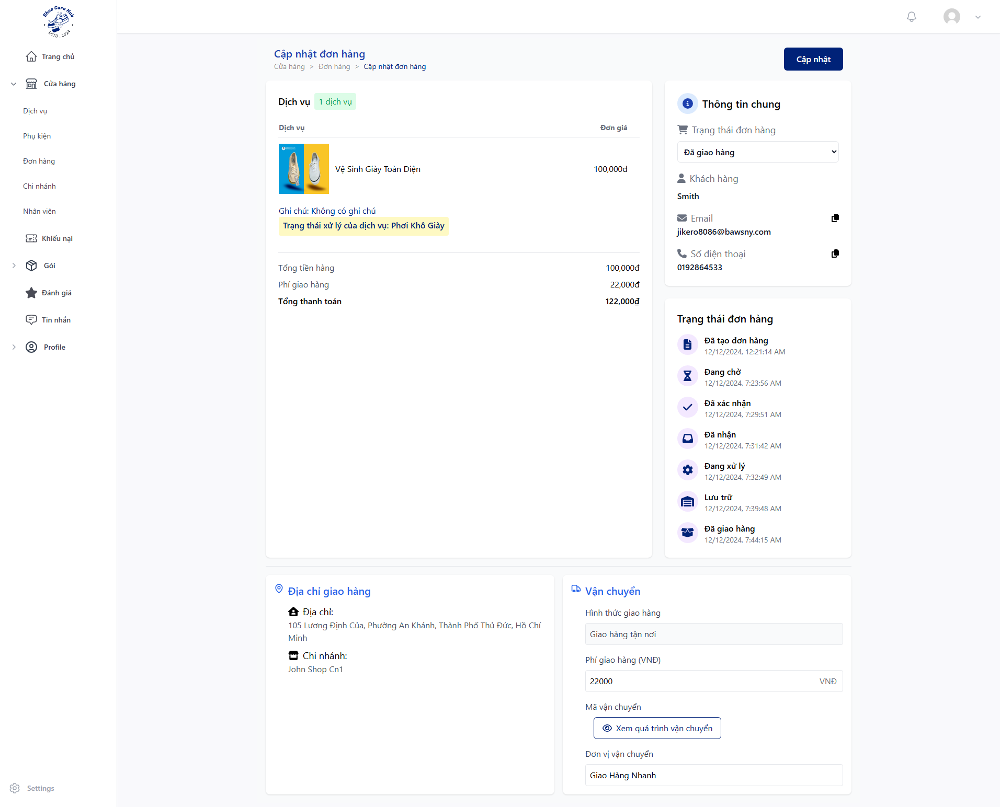 Shoe Care Hub
ESTD . 2024
Trang chủ
Cửa hàng
Dịch vụ
Phụ kiện
Đơn hàng
Chi nhánh
Nhân viên
Khiếu nại
Gói
Đánh giá
Tin nhắn
Profile
Settings
Cập nhật đơn hàng
Cửa hàng > Đơn hàng > Cập nhật đơn hàng
Cập nhật
Dịch vụ 1 dịch vụ
Dịch vụ Đơn giá
Vệ Sinh Giày Toàn Diện 100,000đ
Ghi chú: Không có ghi chú
Trạng thái xử lý của dịch vụ: Phơi Khô Giày
Tổng tiền hàng 100,000đ
Phí giao hàng 22,000đ
Tổng thanh toán 122,000₫
Thông tin chung
Trạng thái đơn hàng
Đã giao hàng
Khách hàng
Smith
Email
jikero8086@bawsny.com
Số điện thoại
0192864533
Trạng thái đơn hàng
Đã tạo đơn hàng
12/12/2024, 12:21:14 AM
Đang chờ
12/12/2024, 7:23:56 AM
Đã xác nhận
12/12/2024, 7:29:51 AM
Đã nhận
12/12/2024, 7:31:42 AM
Đang xử lý
12/12/2024, 7:32:49 AM
Lưu trữ
12/12/2024, 7:39:48 AM
Đã giao hàng
12/12/2024, 7:44:15 AM
Địa chỉ giao hàng
Địa chỉ:
105 Lương Định Của, Phường An Khánh, Thành Phố Thủ Đức, Hồ Chí
Minh
Chi nhánh:
John Shop Cn1
Vận chuyển
Hình thức giao hàng
Giao hàng tận nơi
Phí giao hàng (VNĐ)
22000 VNĐ
Mã vận chuyển
Xem quá trình vận chuyển
Đơn vị vận chuyển
Giao Hàng Nhanh